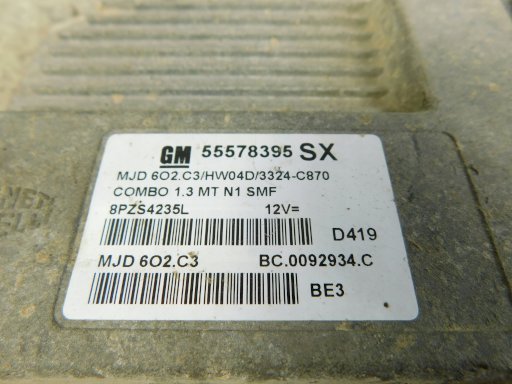 GM 55578395 SX
MJD 6O2.C3/HW04D/3324-C870
COMBO 1.3 MT N1 SMF
8PZS4235L 12V=
D419
MJD 6O2.C3 BC.0092934.C
BE3